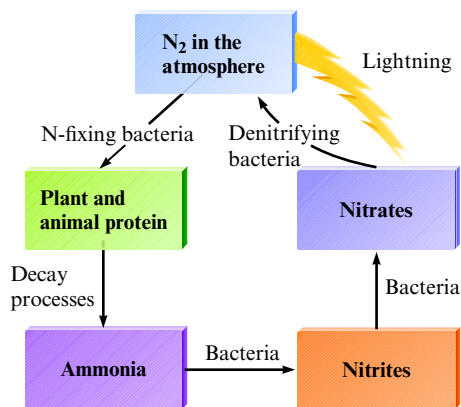 N₂ in the
atmosphere
Lightning
N-fixing bacteria
Denitrifying
bacteria
Plant and
animal protein
Nitrates
Decay
processes
Bacteria
Ammonia
Bacteria
Nitrites